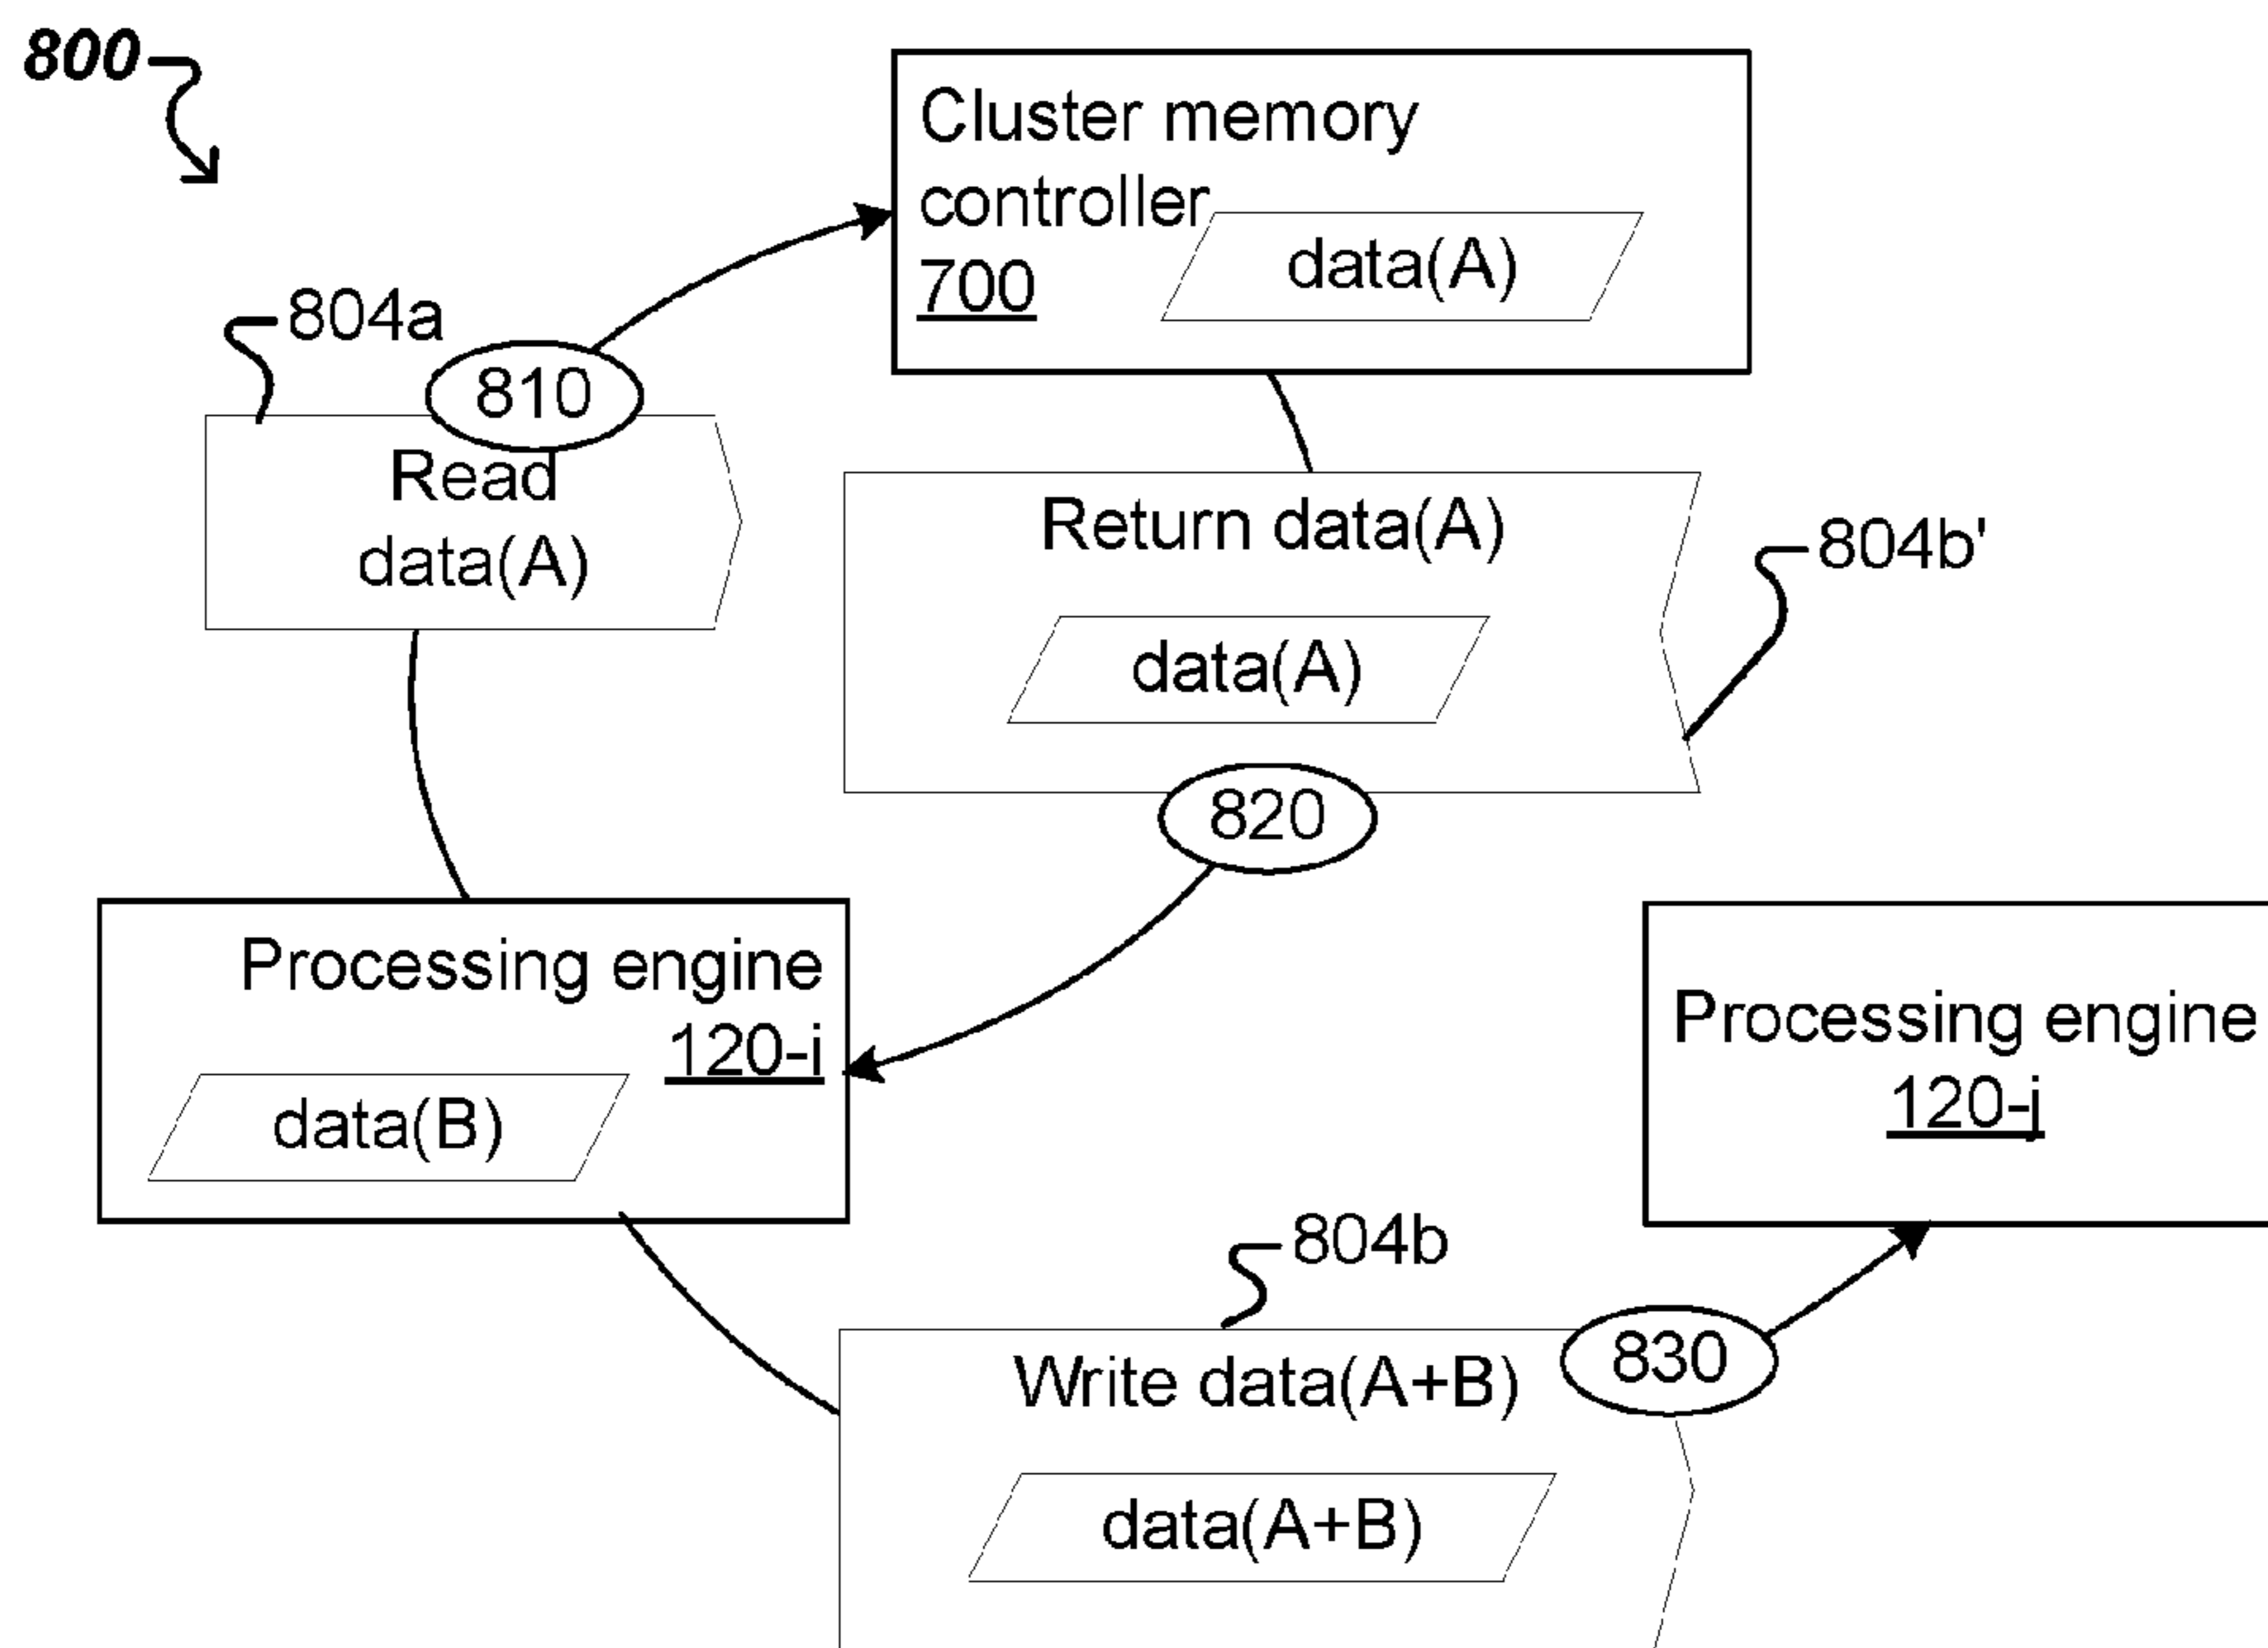 800
Cluster memory
controller
700
data(A)
804a
810
Read
data(A)
Return data(A)
data(A)
804b'
820
Processing engine
120-i
data(B)
Processing engine
120-j
804b
830
Write data(A+B)
data(A+B)